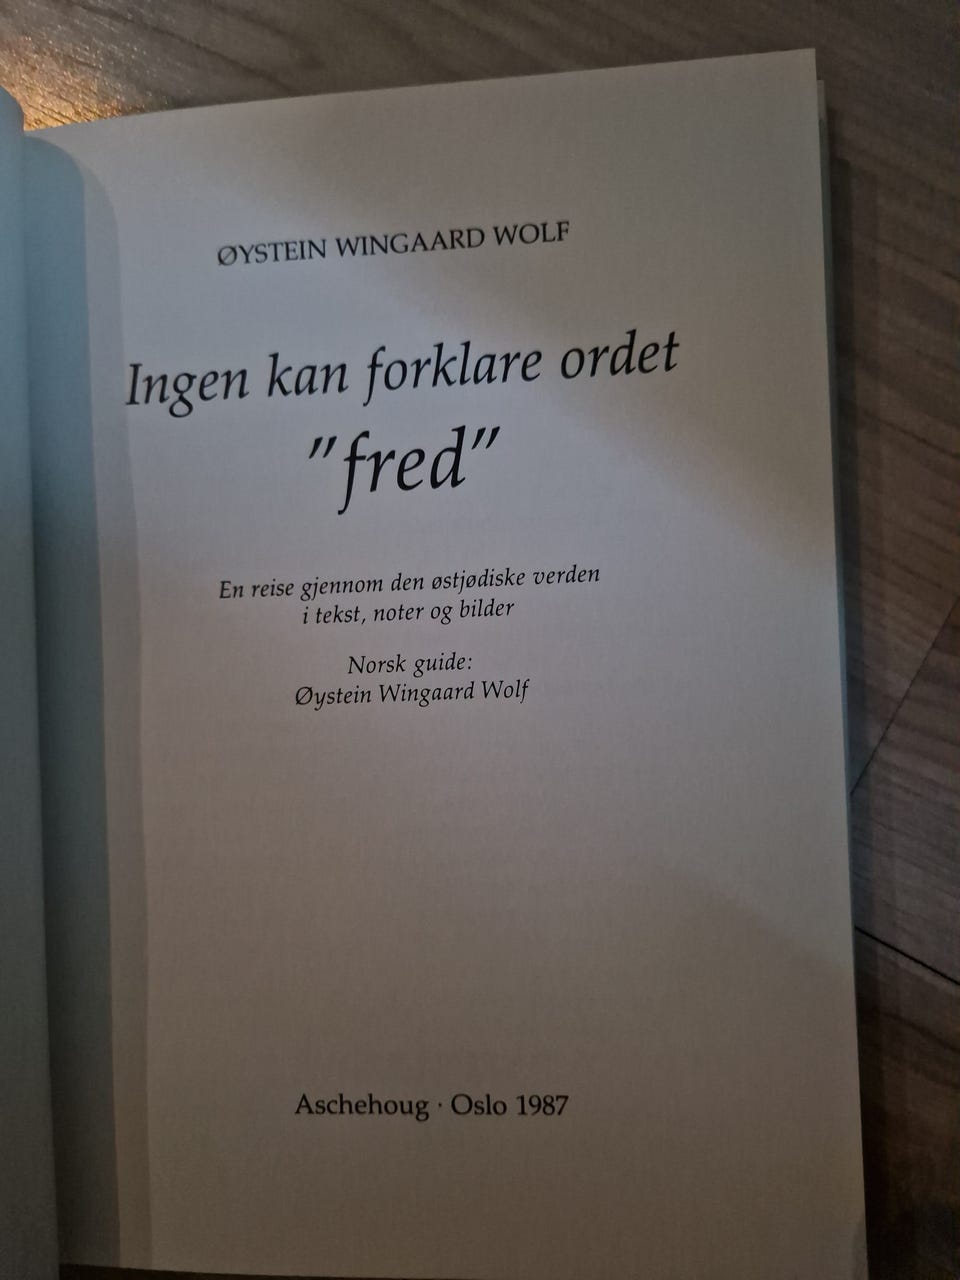 ØYSTEIN WINGAARD WOLF
Ingen kan forklare ordet
”fred”
En reise gjennom den østjødiske verden
i tekst, noter og bilder
Norsk guide:
Øystein Wingaard Wolf
Aschehoug · Oslo 1987